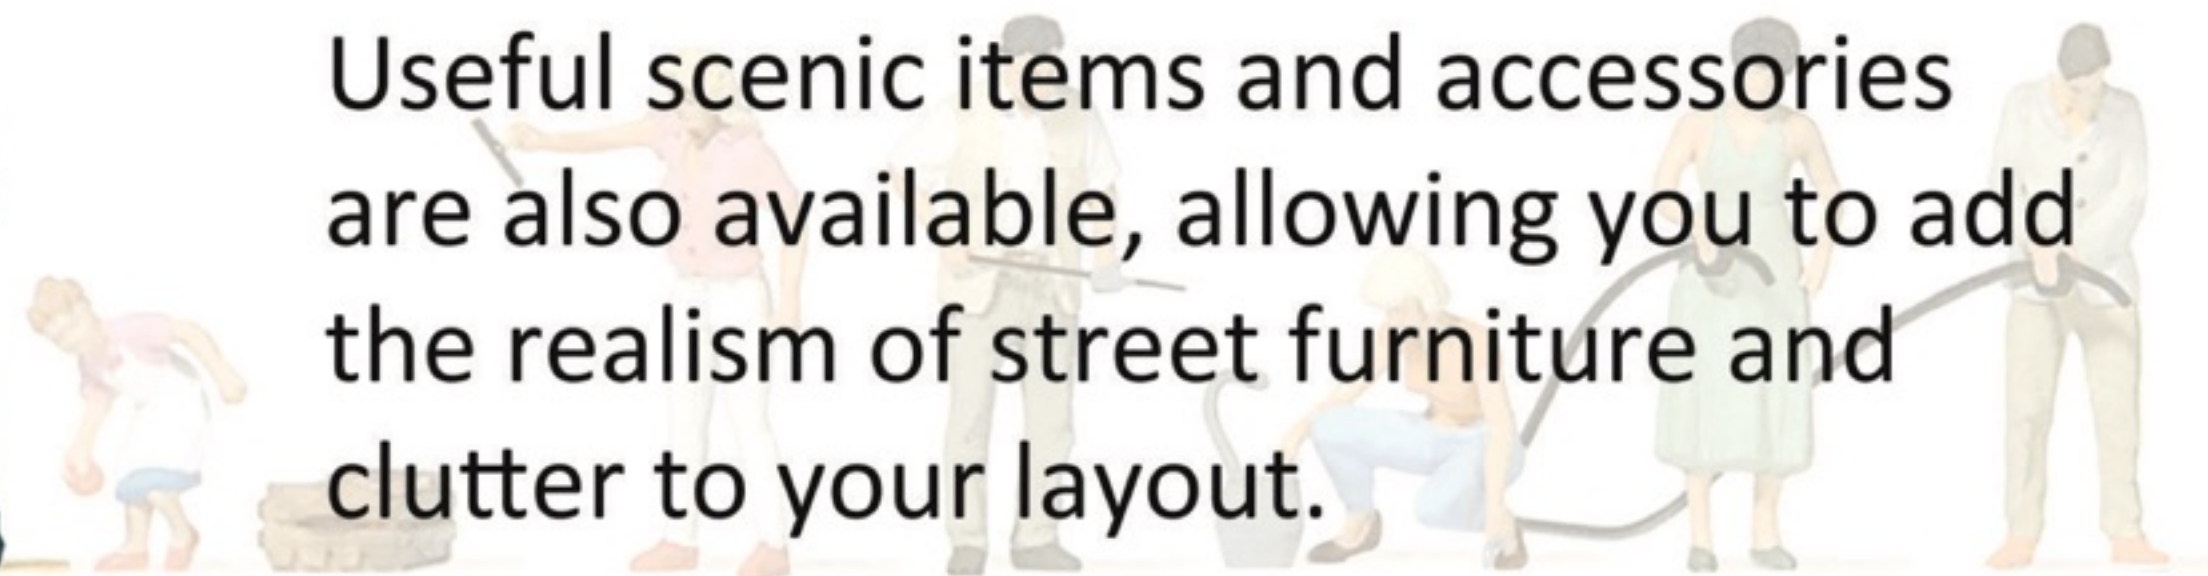 Useful scenic items and accessories
are also available, allowing you to add
the realism of street furniture and
clutter to your layout.